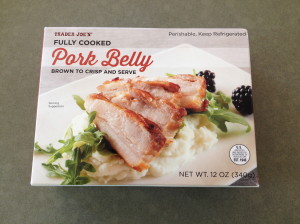 TRADER JOE'S®
Perishable, Keep Refrigerated
FULLY COOKED
Pork Belly
BROWN TO CRISP AND SERVE
NET WT. 12 OZ (340g)